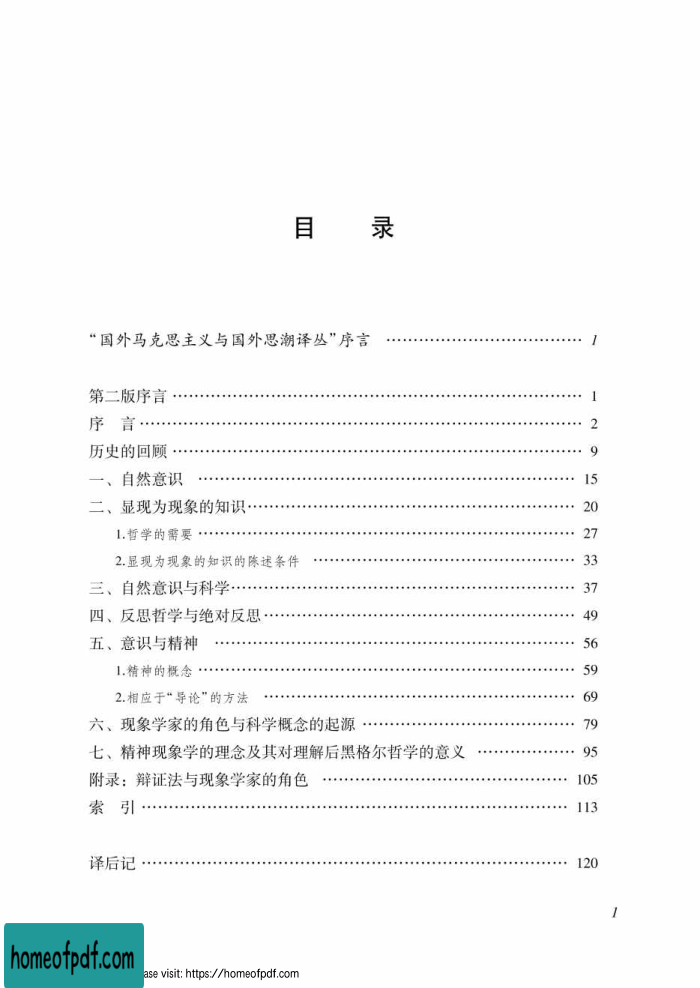 目 录
“国外马克思主义与国外思潮译丛”序言 ………………………………… 1
第二版序言 ………………………………………………………………… 1
序 言 ……………………………………………………………………… 2
历史的回顾 ………………………………………………………………… 9
一、自然意识 …………………………………………………………… 15
二、显现为现象的知识 ………………………………………………… 20
1.哲学的需要 …………………………………………………………… 27
2.显现为现象的知识的陈述条件 ……………………………………… 33
三、自然意识与科学 …………………………………………………… 37
四、反思哲学与绝对反思 ……………………………………………… 49
五、意识与精神 ………………………………………………………… 56
1.精神的概念 …………………………………………………………… 59
2.相应于“导论”的方法 ………………………………………………… 69
六、现象学家的角色与科学概念的起源 ……………………………… 79
七、精神现象学的理念及其对理解后黑格尔哲学的意义 …………… 95
附录：辩证法与现象学家的角色 ……………………………………… 105
索 引 …………………………………………………………………… 113
译后记 …………………………………………………………………… 120
1
homeofpdf.com
ase visit: https://homeofpdf.com